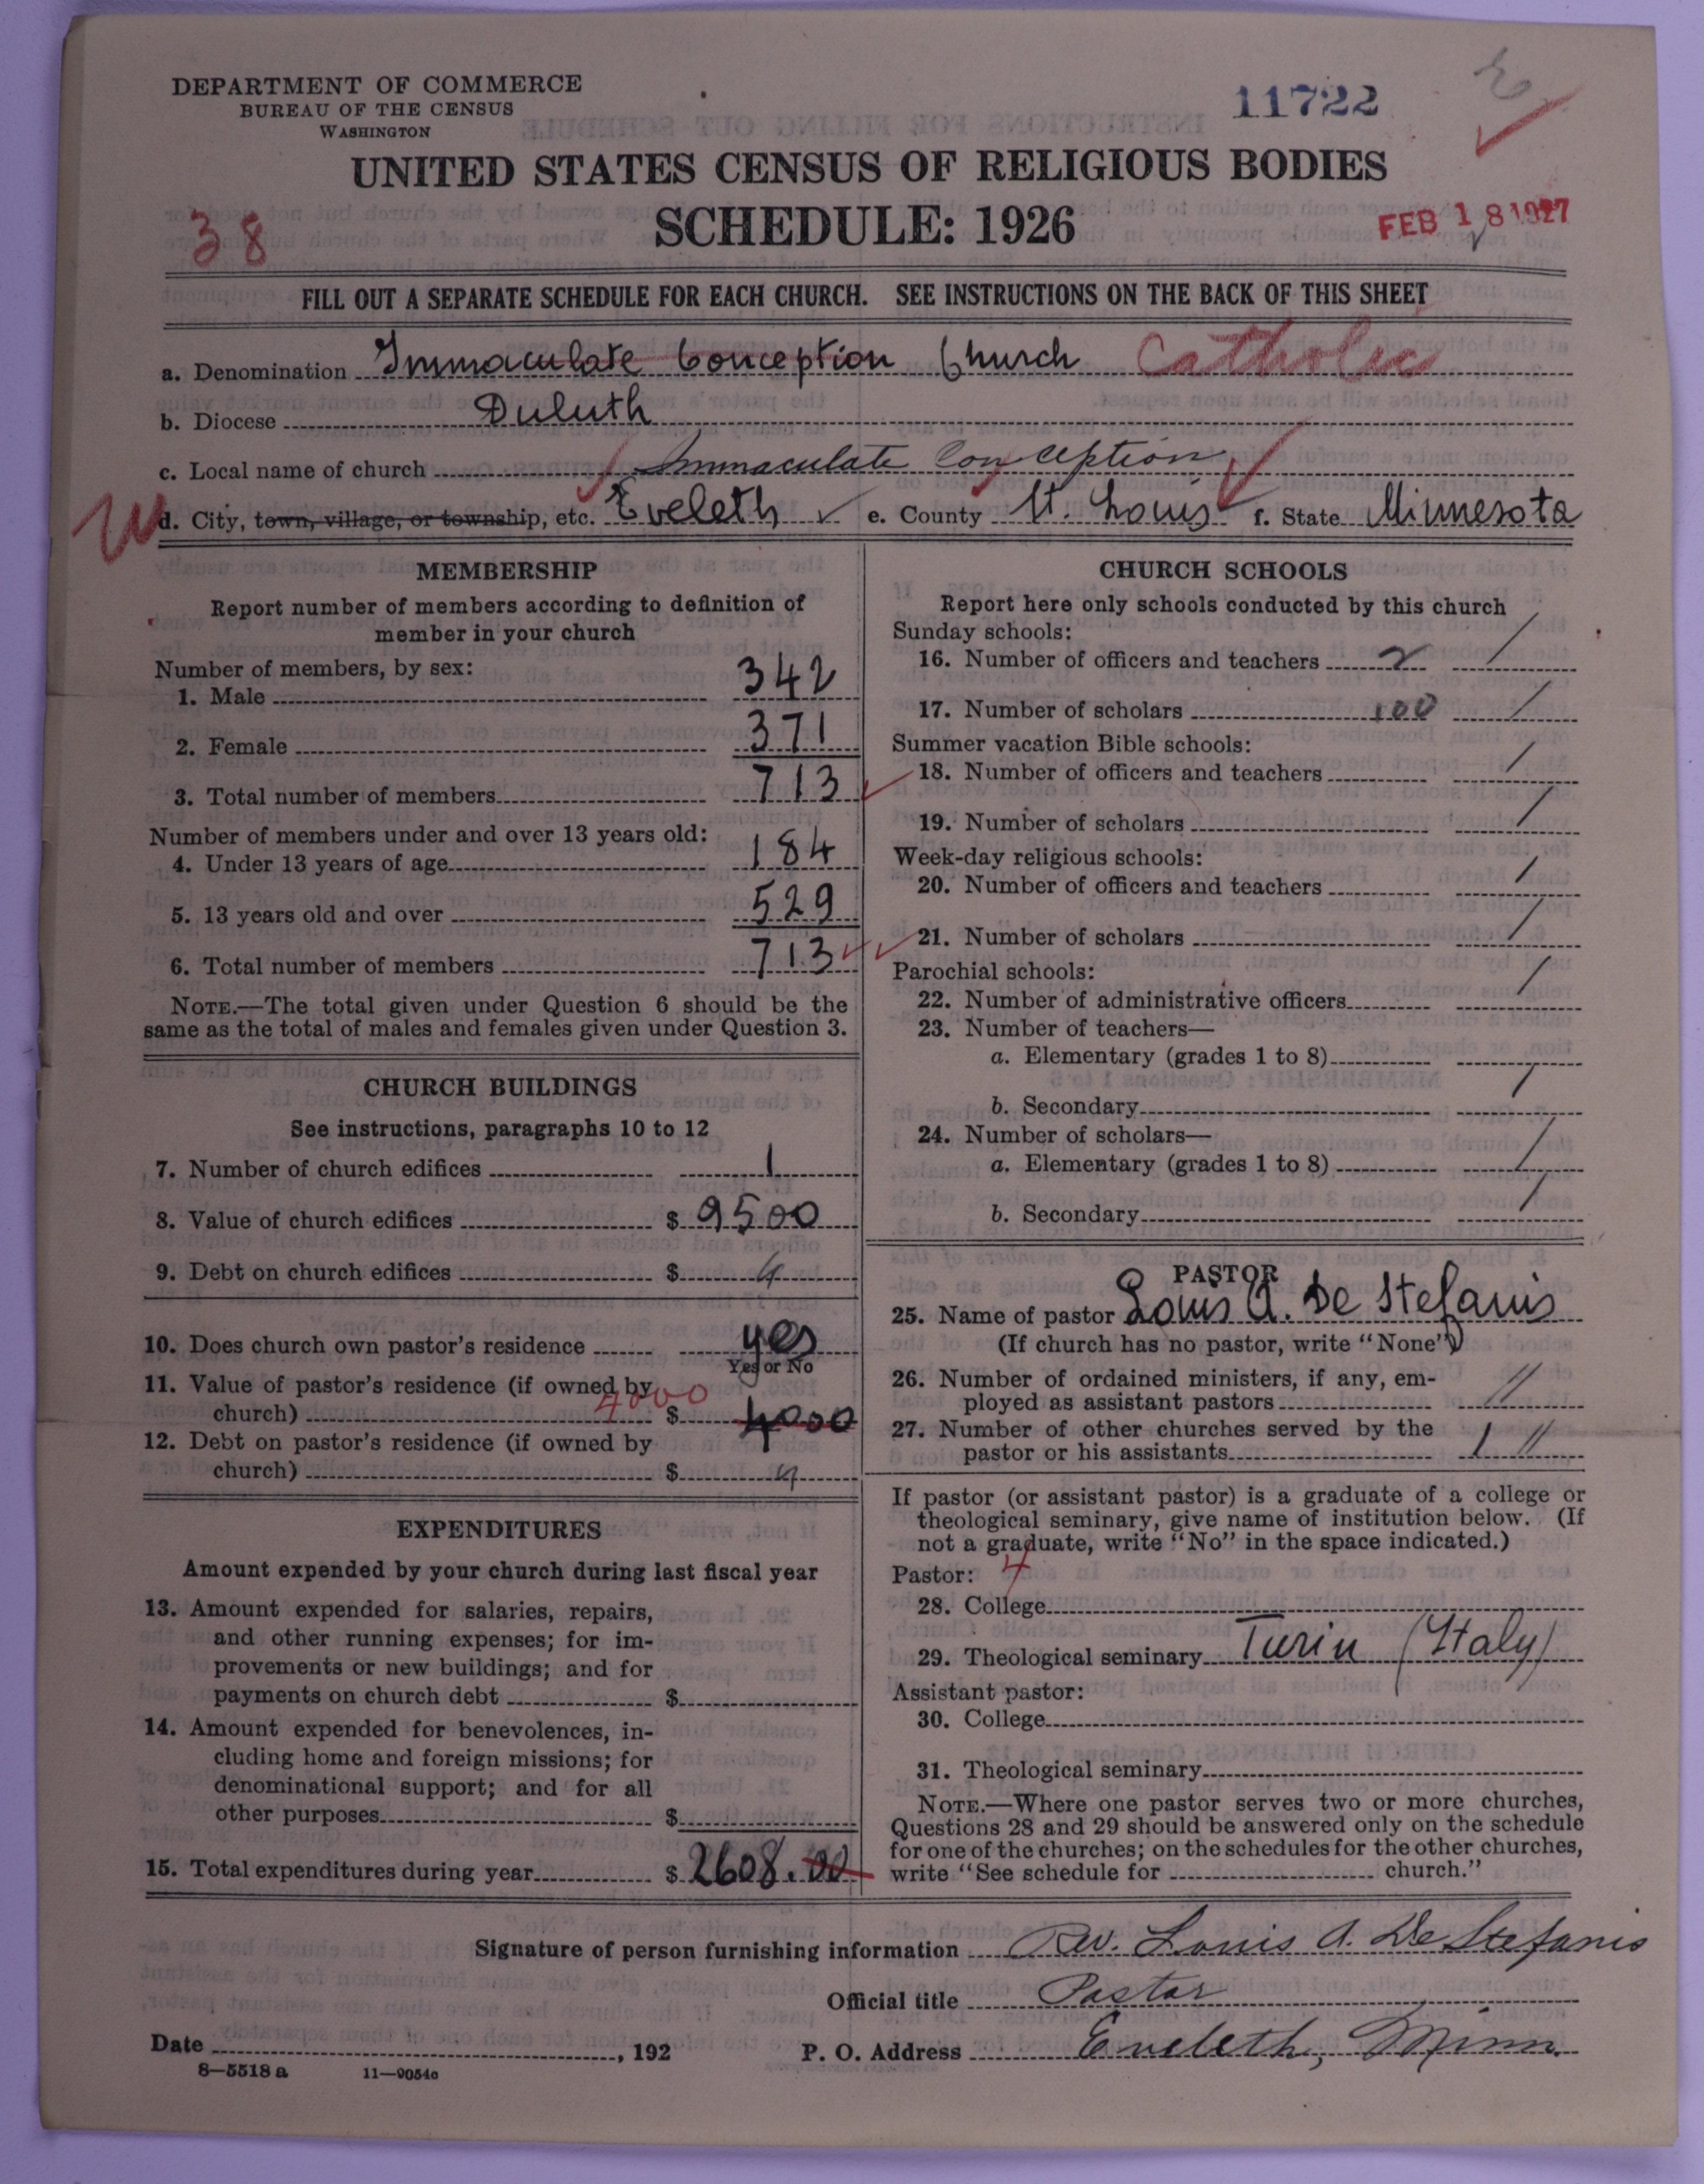 DEPARTMENT OF COMMERCE
BUREAU OF THE CENSUS
WASHINGTON
11722
UNITED STATES CENSUS OF RELIGIOUS BODIES
SCHEDULE: 1926
38
FEB 18 1927
FILL OUT A SEPARATE SCHEDULE FOR EACH CHURCH. SEE INSTRUCTIONS ON THE BACK OF THIS SHEET
a. Denomination Immaculate Conception Church Catholic
b. Diocese Duluth
c. Local name of church Immaculate Conception
d. City, town, village, or township, etc. Eveleth e. County St. Louis f. State Minnesota
MEMBERSHIP
Report number of members according to definition of
member in your church
Number of members, by sex:
1. Male 342
2. Female 371
3. Total number of members 713
Number of members under and over 13 years old:
4. Under 13 years of age 184
5. 13 years old and over 529
6. Total number of members 713
NOTE.—The total given under Question 6 should be the
same as the total of males and females given under Question 3.
CHURCH BUILDINGS
See instructions, paragraphs 10 to 12
7. Number of church edifices 1
8. Value of church edifices $ 9500
9. Debt on church edifices $
10. Does church own pastor's residence yes
Yes or No
11. Value of pastor's residence (if owned by
church) 4000 $ 4000
12. Debt on pastor's residence (if owned by
church) $
EXPENDITURES
Amount expended by your church during last fiscal year
13. Amount expended for salaries, repairs,
and other running expenses; for im-
provements or new buildings; and for
payments on church debt $
14. Amount expended for benevolences, in-
cluding home and foreign missions; for
denominational support; and for all
other purposes $
15. Total expenditures during year $ 2608.00
CHURCH SCHOOLS
Report here only schools conducted by this church
Sunday schools:
16. Number of officers and teachers 2
17. Number of scholars 100
Summer vacation Bible schools:
18. Number of officers and teachers
19. Number of scholars
Week-day religious schools:
20. Number of officers and teachers
21. Number of scholars
Parochial schools:
22. Number of administrative officers
23. Number of teachers—
a. Elementary (grades 1 to 8)
b. Secondary
24. Number of scholars—
a. Elementary (grades 1 to 8)
b. Secondary
PASTOR
25. Name of pastor Louis A. De Stefanis
(If church has no pastor, write "None")
26. Number of ordained ministers, if any, em-
ployed as assistant pastors
27. Number of other churches served by the
pastor or his assistants 1
If pastor (or assistant pastor) is a graduate of a college or
theological seminary, give name of institution below. (If
not a graduate, write "No" in the space indicated.)
Pastor:
28. College
29. Theological seminary Turin (Italy)
Assistant pastor:
30. College
31. Theological seminary
NOTE.—Where one pastor serves two or more churches,
Questions 28 and 29 should be answered only on the schedule
for one of the churches; on the schedules for the other churches,
write "See schedule for church."
Signature of person furnishing information Rev. Louis A. De Stefanis
Official title Pastor
Date , 192
P. O. Address Eveleth, Minn.
8—5518 a 11—9054c